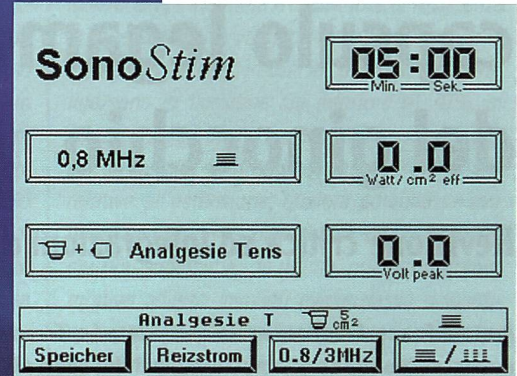 SonoStim
05:00
Min. Sek.
0,8 MHz
0.0
Watt/cm² eff
+ Analgesie Tens
0.0
Volt peak
Analgesie T 5 cm²
Speicher Reizstrom 0.8/3MHz /